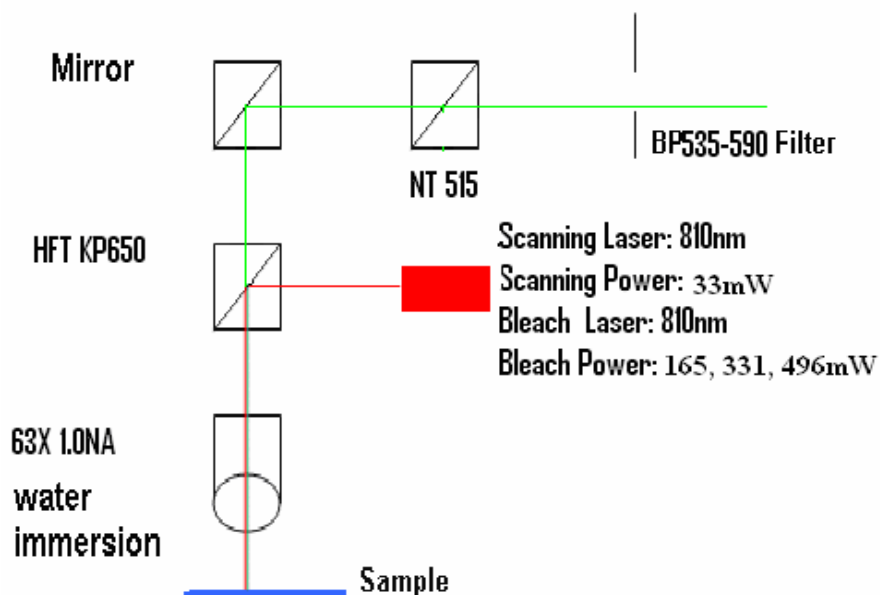 Mirror
BP535-590 Filter
NT 515
HFT KP650
Scanning Laser: 810nm
Scanning Power: 33mW
Bleach Laser: 810nm
Bleach Power: 165, 331, 496mW
63X 1.0NA
water
immersion
Sample